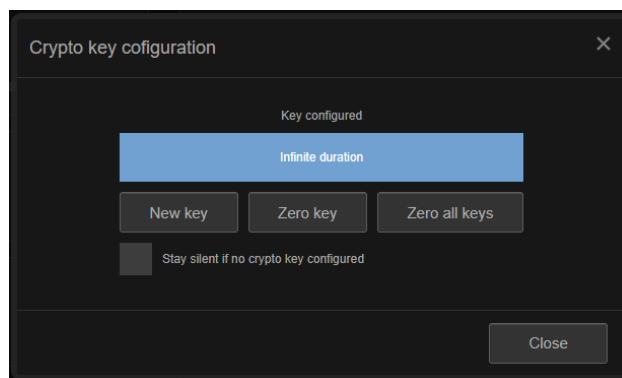 Crypto key cofiguration
Key configured
Infinite duration
New key Zero key Zero all keys
Stay silent if no crypto key configured
Close